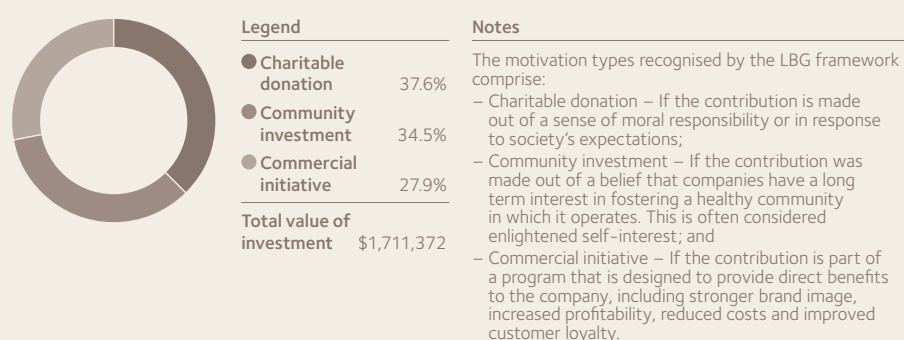 Legend
Charitable
donation 37.6%
Community
investment 34.5%
Commercial
initiative 27.9%
Total value of
investment $1,711,372
Notes
The motivation types recognised by the LBG framework
comprise:
– Charitable donation – If the contribution is made
out of a sense of moral responsibility or in response
to society’s expectations;
– Community investment – If the contribution was
made out of a belief that companies have a long
term interest in fostering a healthy community
in which it operates. This is often considered
enlightened self-interest; and
– Commercial initiative – If the contribution is part of
a program that is designed to provide direct benefits
to the company, including stronger brand image,
increased profitability, reduced costs and improved
customer loyalty.